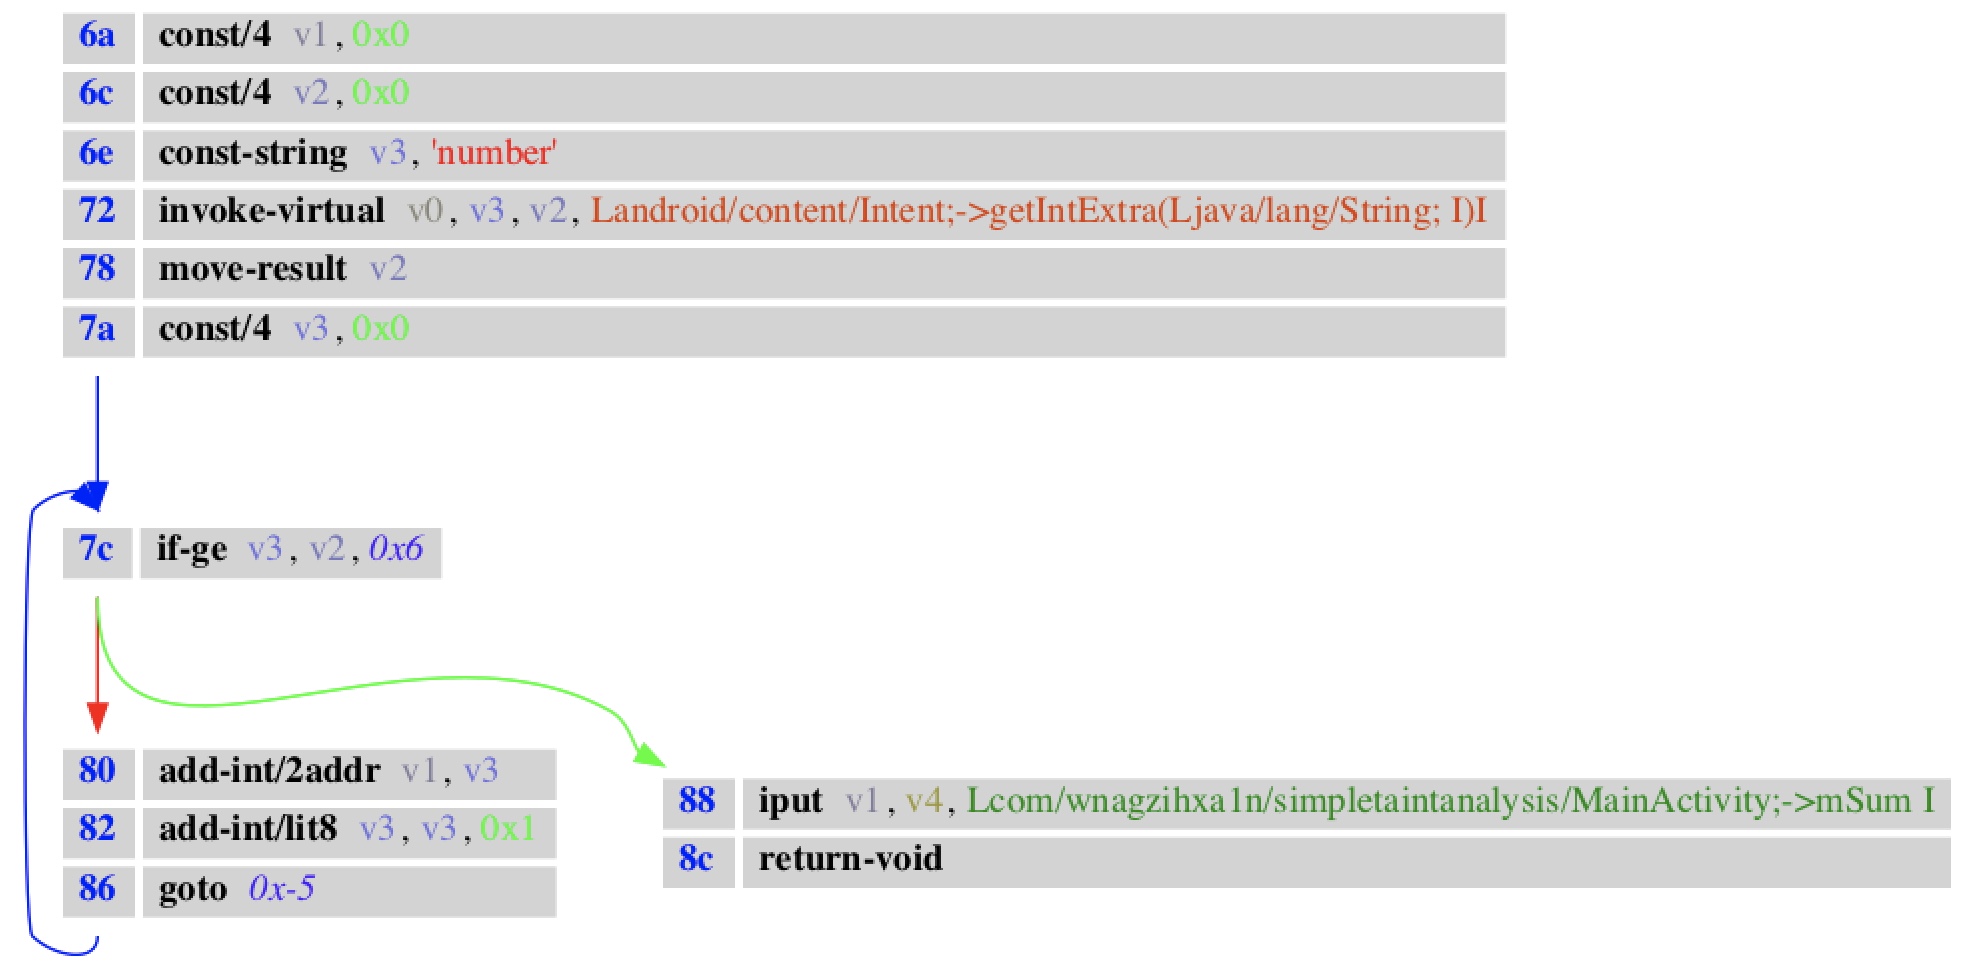 6a const/4 v1, 0x0
6c const/4 v2, 0x0
6e const-string v3, 'number'
72 invoke-virtual v0, v3, v2, Landroid/content/Intent;->getIntExtra(Ljava/lang/String; I)I
78 move-result v2
7a const/4 v3, 0x0
7c if-ge v3, v2, 0x6
80 add-int/2addr v1, v3
82 add-int/lit8 v3, v3, 0x1
86 goto 0x-5
88 iput v1, v4, Lcom/wnagzihxa1n/simpletaintanalysis/MainActivity;->mSum I
8c return-void